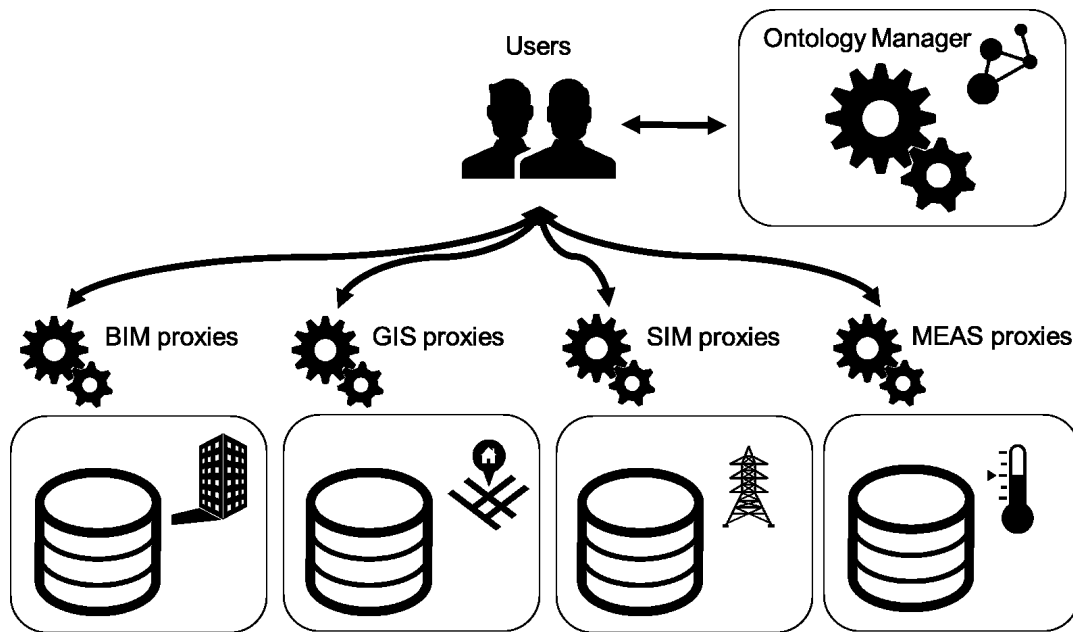 Users
Ontology Manager
BIM proxies
GIS proxies
SIM proxies
MEAS proxies